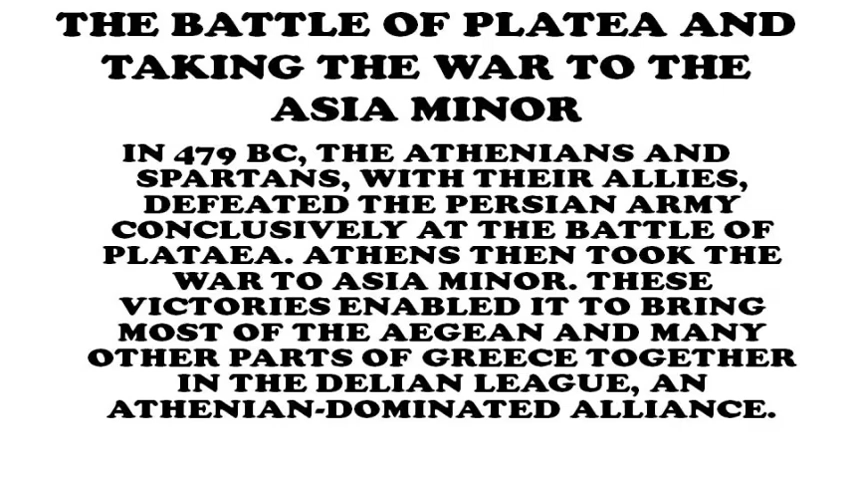 THE BATTLE OF PLATEA AND
TAKING THE WAR TO THE
ASIA MINOR
IN 479 BC, THE ATHENIANS AND
SPARTANS, WITH THEIR ALLIES,
DEFEATED THE PERSIAN ARMY
CONCLUSIVELY AT THE BATTLE OF
PLATAEA. ATHENS THEN TOOK THE
WAR TO ASIA MINOR. THESE
VICTORIES ENABLED IT TO BRING
MOST OF THE AEGEAN AND MANY
OTHER PARTS OF GREECE TOGETHER
IN THE DELIAN LEAGUE, AN
ATHENIAN-DOMINATED ALLIANCE.